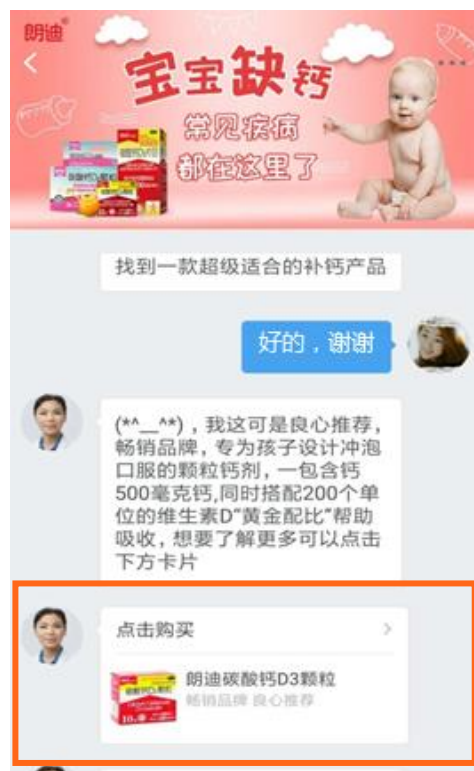 朗迪
宝宝缺钙
常见疾病
都在这里了
找到一款超级适合的补钙产品
好的，谢谢
(*^__^*)，我这可是良心推荐，
畅销品牌，专为孩子设计冲泡
口服的颗粒钙剂，一包含钙
500毫克钙,同时搭配200个单
位的维生素D“黄金配比”帮助
吸收，想要了解更多可以点击
下方卡片
点击购买
朗迪碳酸钙D3颗粒
畅销品牌 良心推荐